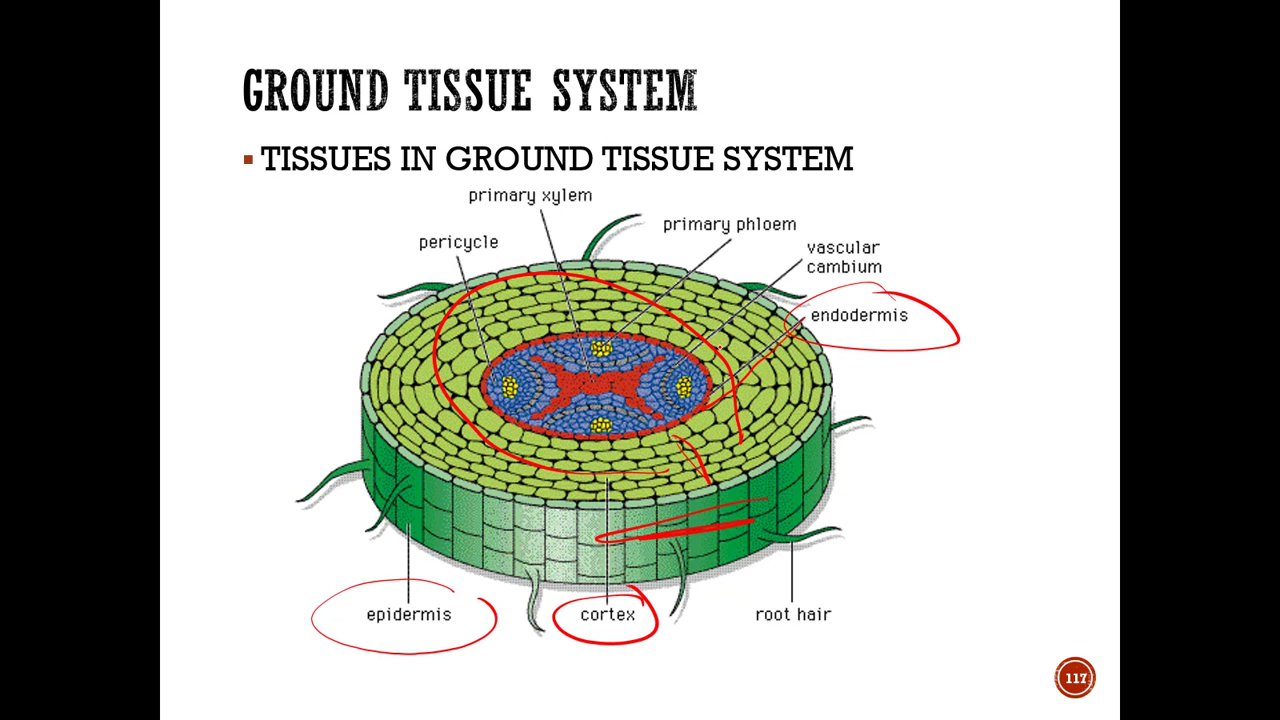 GROUND TISSUE SYSTEM
▪ TISSUES IN GROUND TISSUE SYSTEM
primary xylem
primary phloem
pericycle
vascular
cambium
endodermis
epidermis
cortex
root hair
117